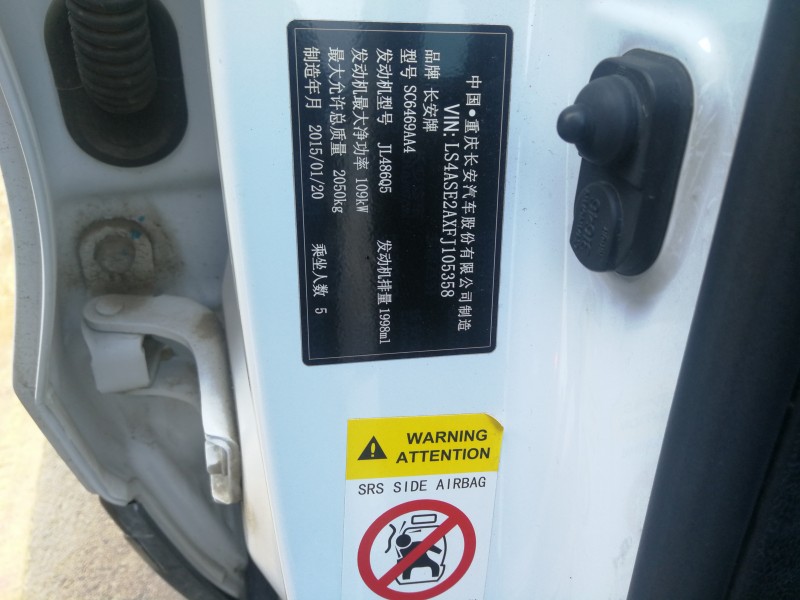 中国●重庆长安汽车股份有限公司制造
VIN: LS4ASE2AXFJ105358
品牌 长安牌
型号 SC6469AA4
发动机型号 JL486Q5 发动机排量 1998ml
发动机最大净功率 109kW
最大允许总质量 2050kg
制造年月 2015/01/20 乘坐人数 5
WARNING
ATTENTION
SRS SIDE AIRBAG